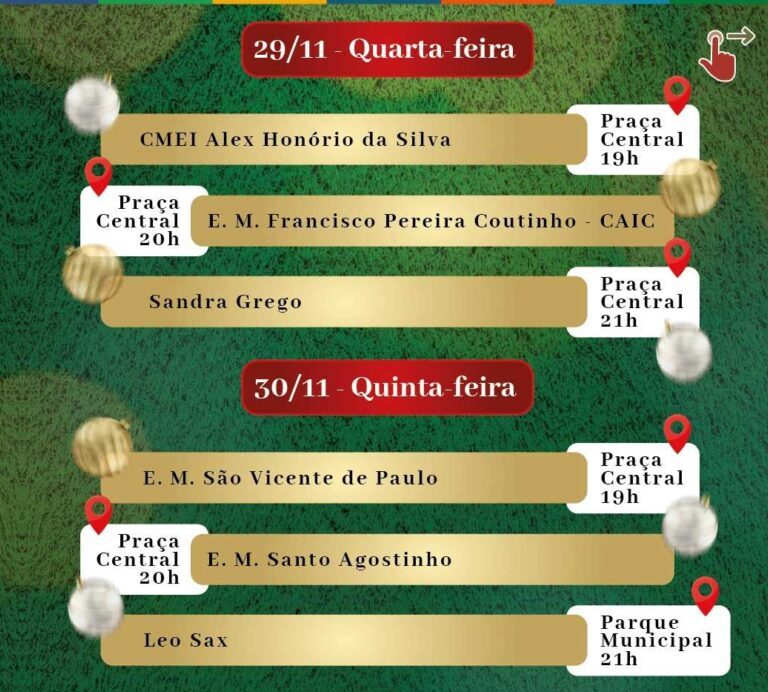 29/11 - Quarta-feira
CMEI Alex Honório da Silva
Praça
Central
19h
Praça
Central
20h
E. M. Francisco Pereira Coutinho - CAIC
Sandra Grego
Praça
Central
21h
30/11 - Quinta-feira
E. M. São Vicente de Paulo
Praça
Central
19h
Praça
Central
20h
E. M. Santo Agostinho
Leo Sax
Parque
Municipal
21h